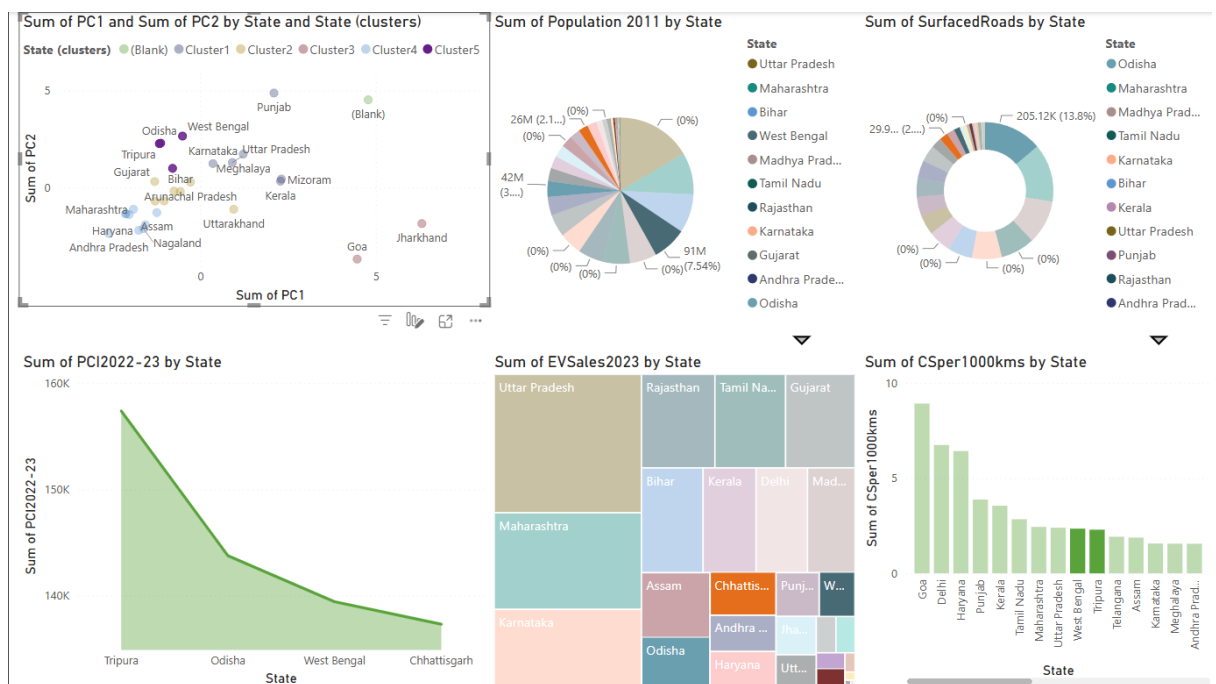 Sum of PC1 and Sum of PC2 by State and State (clusters)
State (clusters) (Blank) Cluster1 Cluster2 Cluster3 Cluster4 Cluster5
Sum of PC2
5
0
Punjab
(Blank)
Odisha
West Bengal
Tripura
Karnataka
Uttar Pradesh
Gujarat
Meghalaya
Bihar
Mizoram
Arunachal Pradesh
Kerala
Maharashtra
Uttarakhand
Haryana
Assam
Jharkhand
Andhra Pradesh
Nagaland
Goa
0
5
Sum of PC1
Sum of Population 2011 by State
(0%)
26M (2.1...)
(0%)
(0%)
42M
(3....)
(0%)
(0%)
(0%)
(0%)
91M
(7.54%)
State
Uttar Pradesh
Maharashtra
Bihar
West Bengal
Madhya Prad...
Tamil Nadu
Rajasthan
Karnataka
Gujarat
Andhra Prade...
Odisha
Sum of SurfacedRoads by State
(0%)
205.12K (13.8%)
29.9... (2....)
(0%)
(0%)
(0%)
(0%)
(0%)
State
Odisha
Maharashtra
Madhya Prad...
Tamil Nadu
Karnataka
Bihar
Kerala
Uttar Pradesh
Punjab
Rajasthan
Andhra Prad...
Sum of PCI2022-23 by State
Sum of PCI2022-23
160K
150K
140K
Tripura
Odisha
West Bengal
Chhattisgarh
State
Sum of EVSales2023 by State
Uttar Pradesh
Rajasthan
Tamil Na...
Gujarat
Bihar
Kerala
Delhi
Mad...
Maharashtra
Assam
Chhattis...
Punj...
W...
Karnataka
Andhra ...
Jha...
Odisha
Haryana
Utt...
Sum of CSper1000kms by State
Sum of CSper1000kms
10
5
0
Goa
Delhi
Haryana
Punjab
Kerala
Tamil Nadu
Maharashtra
Uttar Pradesh
West Bengal
Tripura
Telangana
Assam
Karnataka
Meghalaya
Andhra Prad...
State